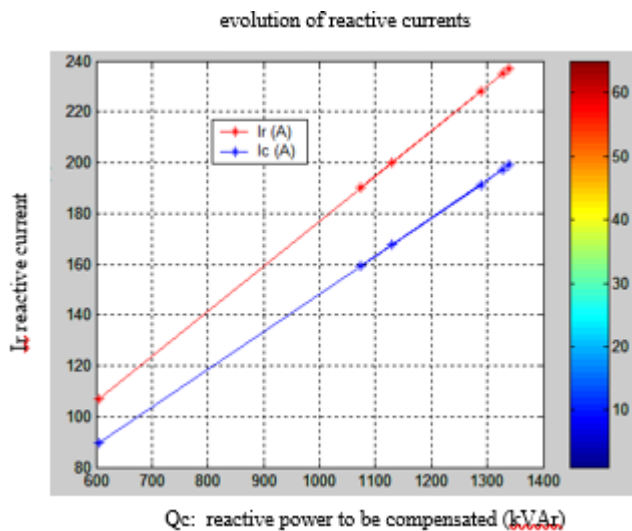 evolution of reactive currents
240
220
200
180
160
140
120
100
80
Ir (A)
Ic (A)
60
50
40
30
20
10
Ir reactive current
600 700 800 900 1000 1100 1200 1300 1400
Qc: reactive power to be compensated (kVAr)